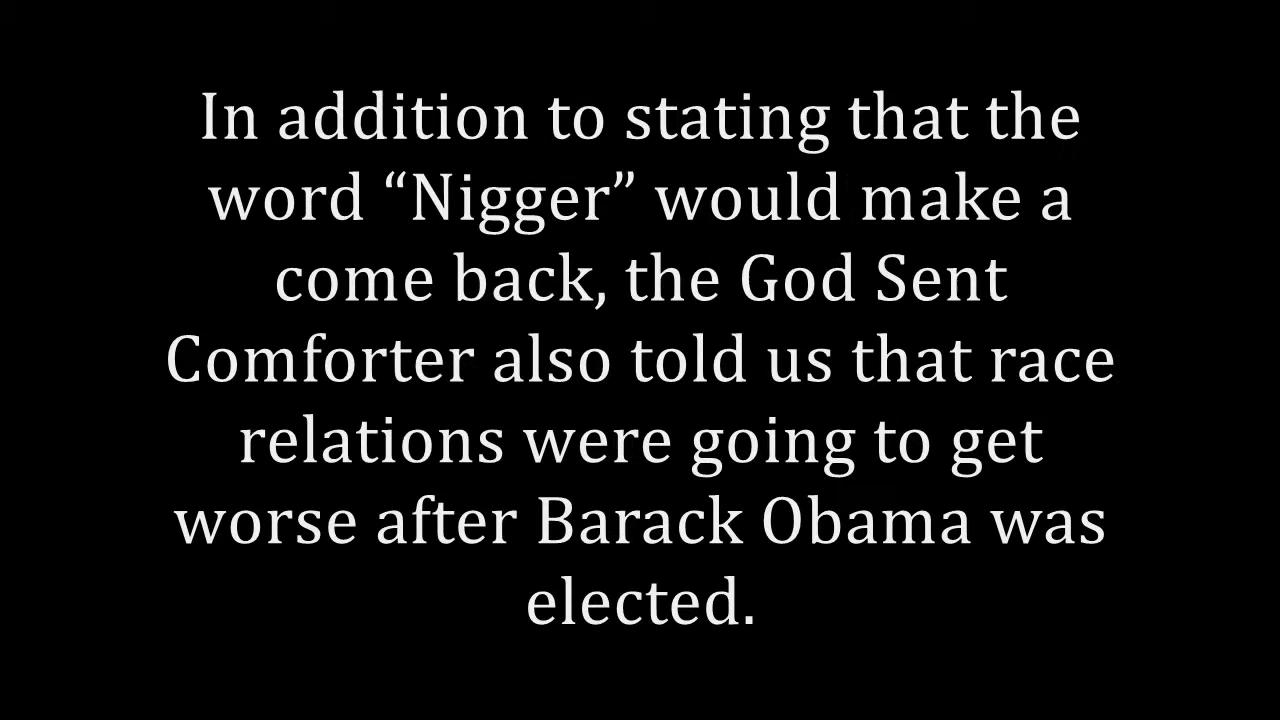 In addition to stating that the
word “Nigger” would make a
come back, the God Sent
Comforter also told us that race
relations were going to get
worse after Barack Obama was
elected.